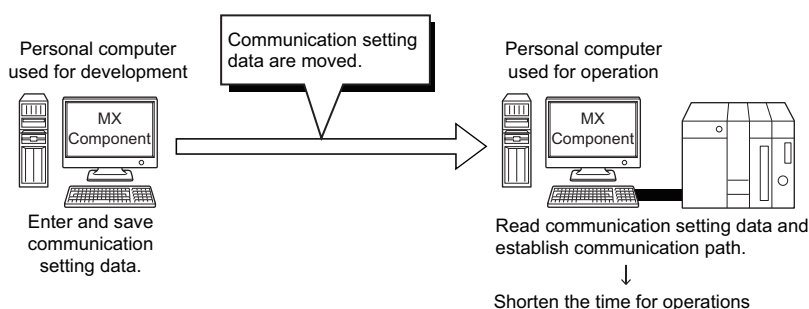 Personal computer
used for development
Communication setting
data are moved.
Personal computer
used for operation
MX
Component
MX
Component
Enter and save
communication
setting data.
Read communication setting data and
establish communication path.
↓
Shorten the time for operations